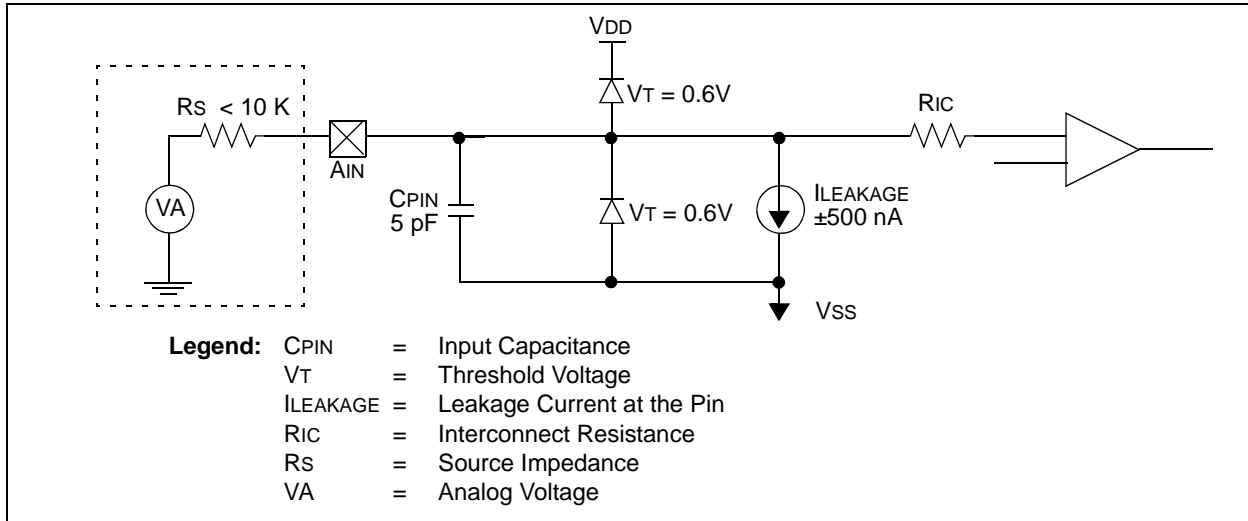 VDD
VT = 0.6V
RS < 10 K
RIC
AIN
VA
CPIN
5 pF
VT = 0.6V
ILEAKAGE
±500 nA
VSS
Legend: CPIN = Input Capacitance
VT = Threshold Voltage
ILEAKAGE = Leakage Current at the Pin
RIC = Interconnect Resistance
RS = Source Impedance
VA = Analog Voltage